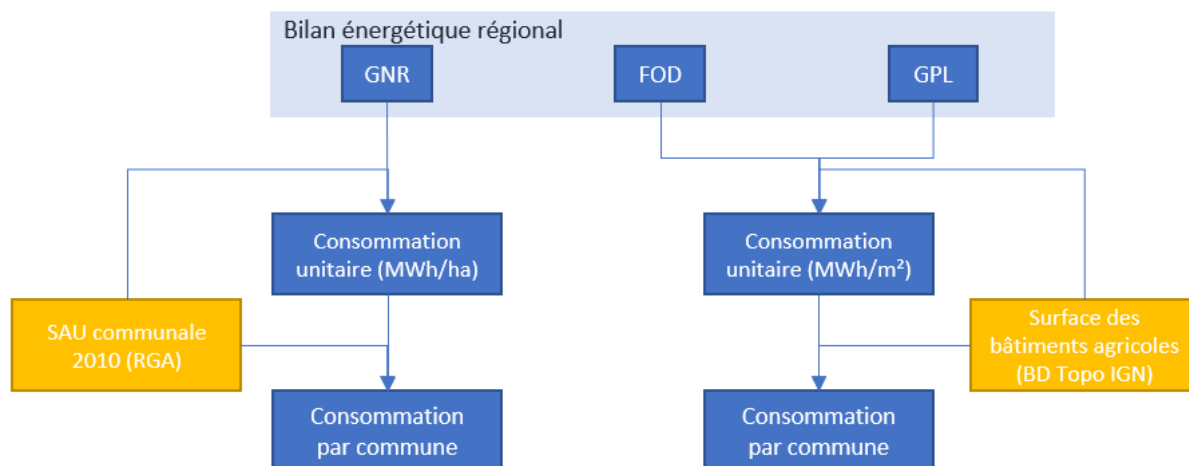 Bilan énergétique régional
GNR
FOD
GPL
Consommation
unitaire (MWh/ha)
Consommation
unitaire (MWh/m²)
SAU communale
2010 (RGA)
Surface des
bâtiments agricoles
(BD Topo IGN)
Consommation
par commune
Consommation
par commune